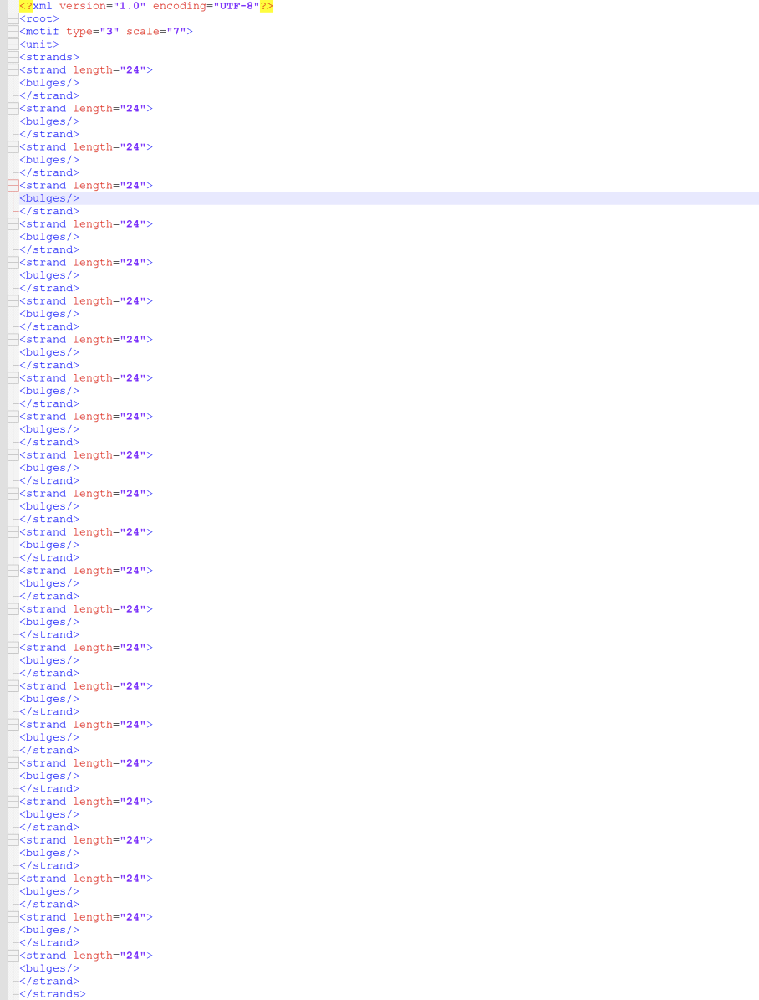 <?xml version="1.0" encoding="UTF-8"?>
<root>
<motif type="3" scale="7">
<unit>
<strands>
<strand length="24">
<bulges/>
</strand>
<strand length="24">
<bulges/>
</strand>
<strand length="24">
<bulges/>
</strand>
<strand length="24">
<bulges/>
</strand>
<strand length="24">
<bulges/>
</strand>
<strand length="24">
<bulges/>
</strand>
<strand length="24">
<bulges/>
</strand>
<strand length="24">
<bulges/>
</strand>
<strand length="24">
<bulges/>
</strand>
<strand length="24">
<bulges/>
</strand>
<strand length="24">
<bulges/>
</strand>
<strand length="24">
<bulges/>
</strand>
<strand length="24">
<bulges/>
</strand>
<strand length="24">
<bulges/>
</strand>
<strand length="24">
<bulges/>
</strand>
<strand length="24">
<bulges/>
</strand>
<strand length="24">
<bulges/>
</strand>
<strand length="24">
<bulges/>
</strand>
<strand length="24">
<bulges/>
</strand>
<strand length="24">
<bulges/>
</strand>
<strand length="24">
<bulges/>
</strand>
<strand length="24">
<bulges/>
</strand>
<strand length="24">
<bulges/>
</strand>
<strand length="24">
<bulges/>
</strand>
</strands>